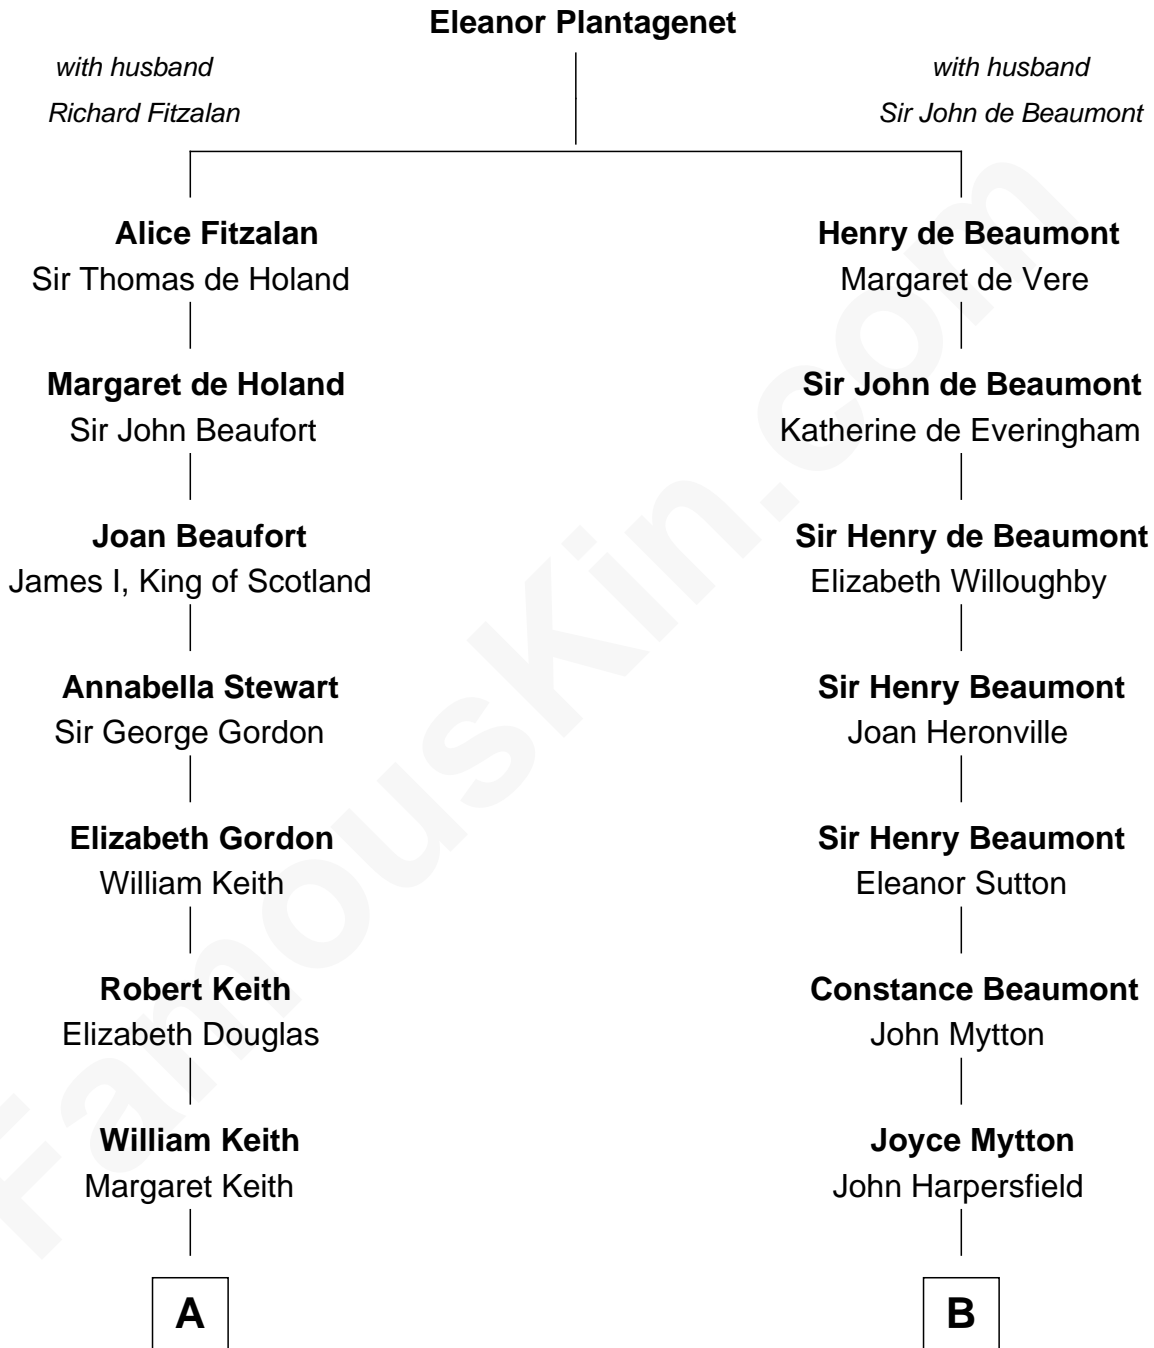 Eleanor Plantagenet
with husband
Richard Fitzalan
with husband
Sir John de Beaumont
Alice Fitzalan
Sir Thomas de Holand
Henry de Beaumont
Margaret de Vere
Margaret de Holand
Sir John Beaufort
Sir John de Beaumont
Katherine de Everingham
Joan Beaufort
James I, King of Scotland
Sir Henry de Beaumont
Elizabeth Willoughby
Annabella Stewart
Sir George Gordon
Sir Henry Beaumont
Joan Heronville
Elizabeth Gordon
William Keith
Sir Henry Beaumont
Eleanor Sutton
Robert Keith
Elizabeth Douglas
Constance Beaumont
John Mytton
William Keith
Margaret Keith
Joyce Mytton
John Harpersfield
A
B
FamousKin.com